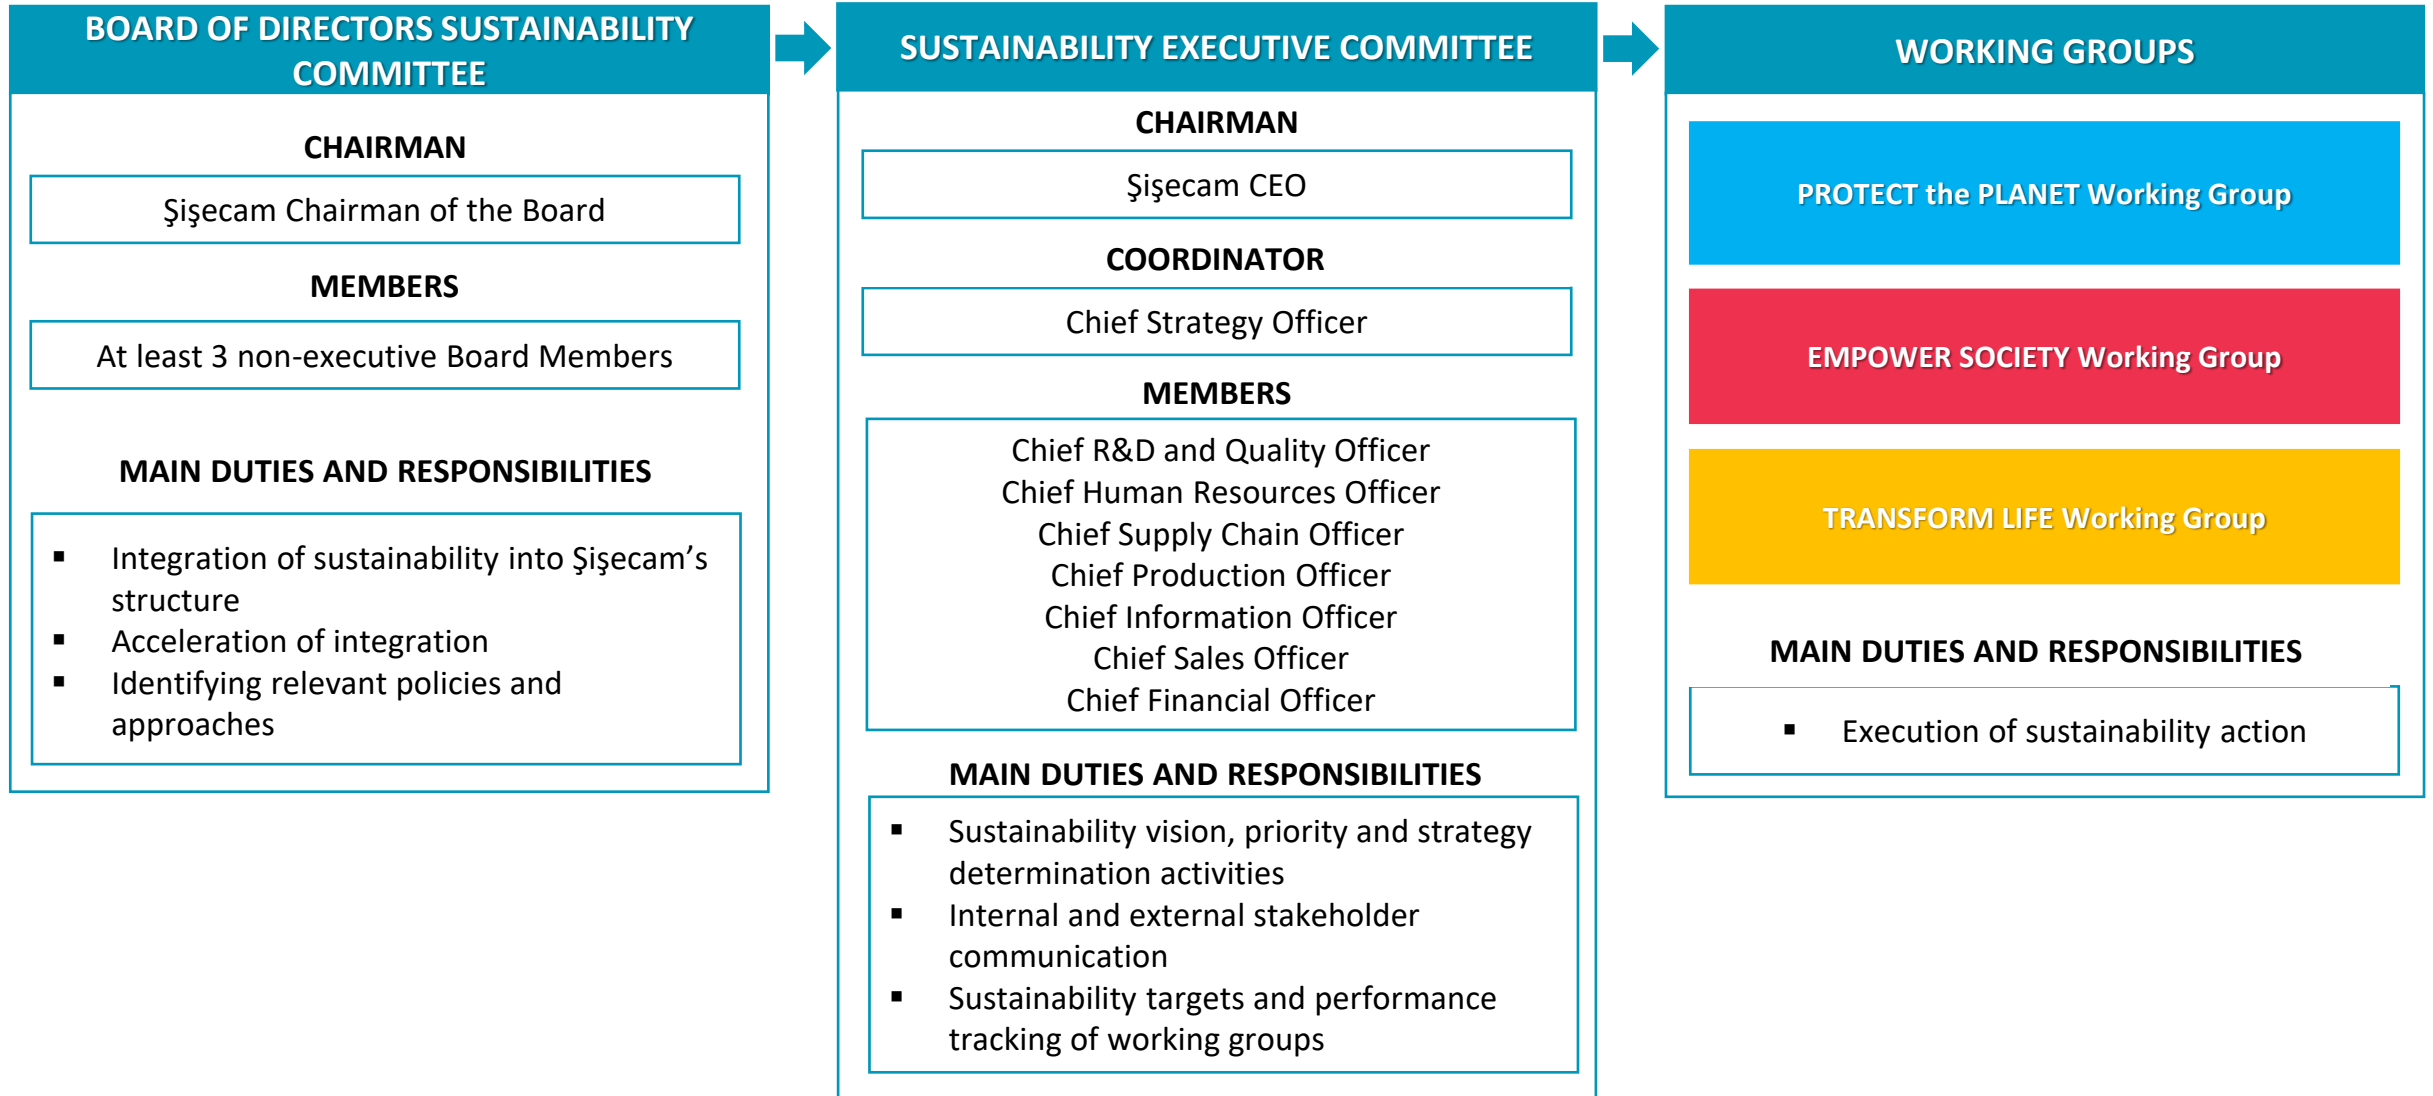 BOARD OF DIRECTORS SUSTAINABILITY
COMMITTEE
CHAIRMAN
Şişecam Chairman of the Board
MEMBERS
At least 3 non-executive Board Members
MAIN DUTIES AND RESPONSIBILITIES
▪ Integration of sustainability into Şişecam’s
structure
▪ Acceleration of integration
▪ Identifying relevant policies and
approaches
SUSTAINABILITY EXECUTIVE COMMITTEE
CHAIRMAN
Şişecam CEO
COORDINATOR
Chief Strategy Officer
MEMBERS
Chief R&D and Quality Officer
Chief Human Resources Officer
Chief Supply Chain Officer
Chief Production Officer
Chief Information Officer
Chief Sales Officer
Chief Financial Officer
MAIN DUTIES AND RESPONSIBILITIES
▪ Sustainability vision, priority and strategy
determination activities
▪ Internal and external stakeholder
communication
▪ Sustainability targets and performance
tracking of working groups
WORKING GROUPS
PROTECT the PLANET Working Group
EMPOWER SOCIETY Working Group
TRANSFORM LIFE Working Group
MAIN DUTIES AND RESPONSIBILITIES
▪ Execution of sustainability action